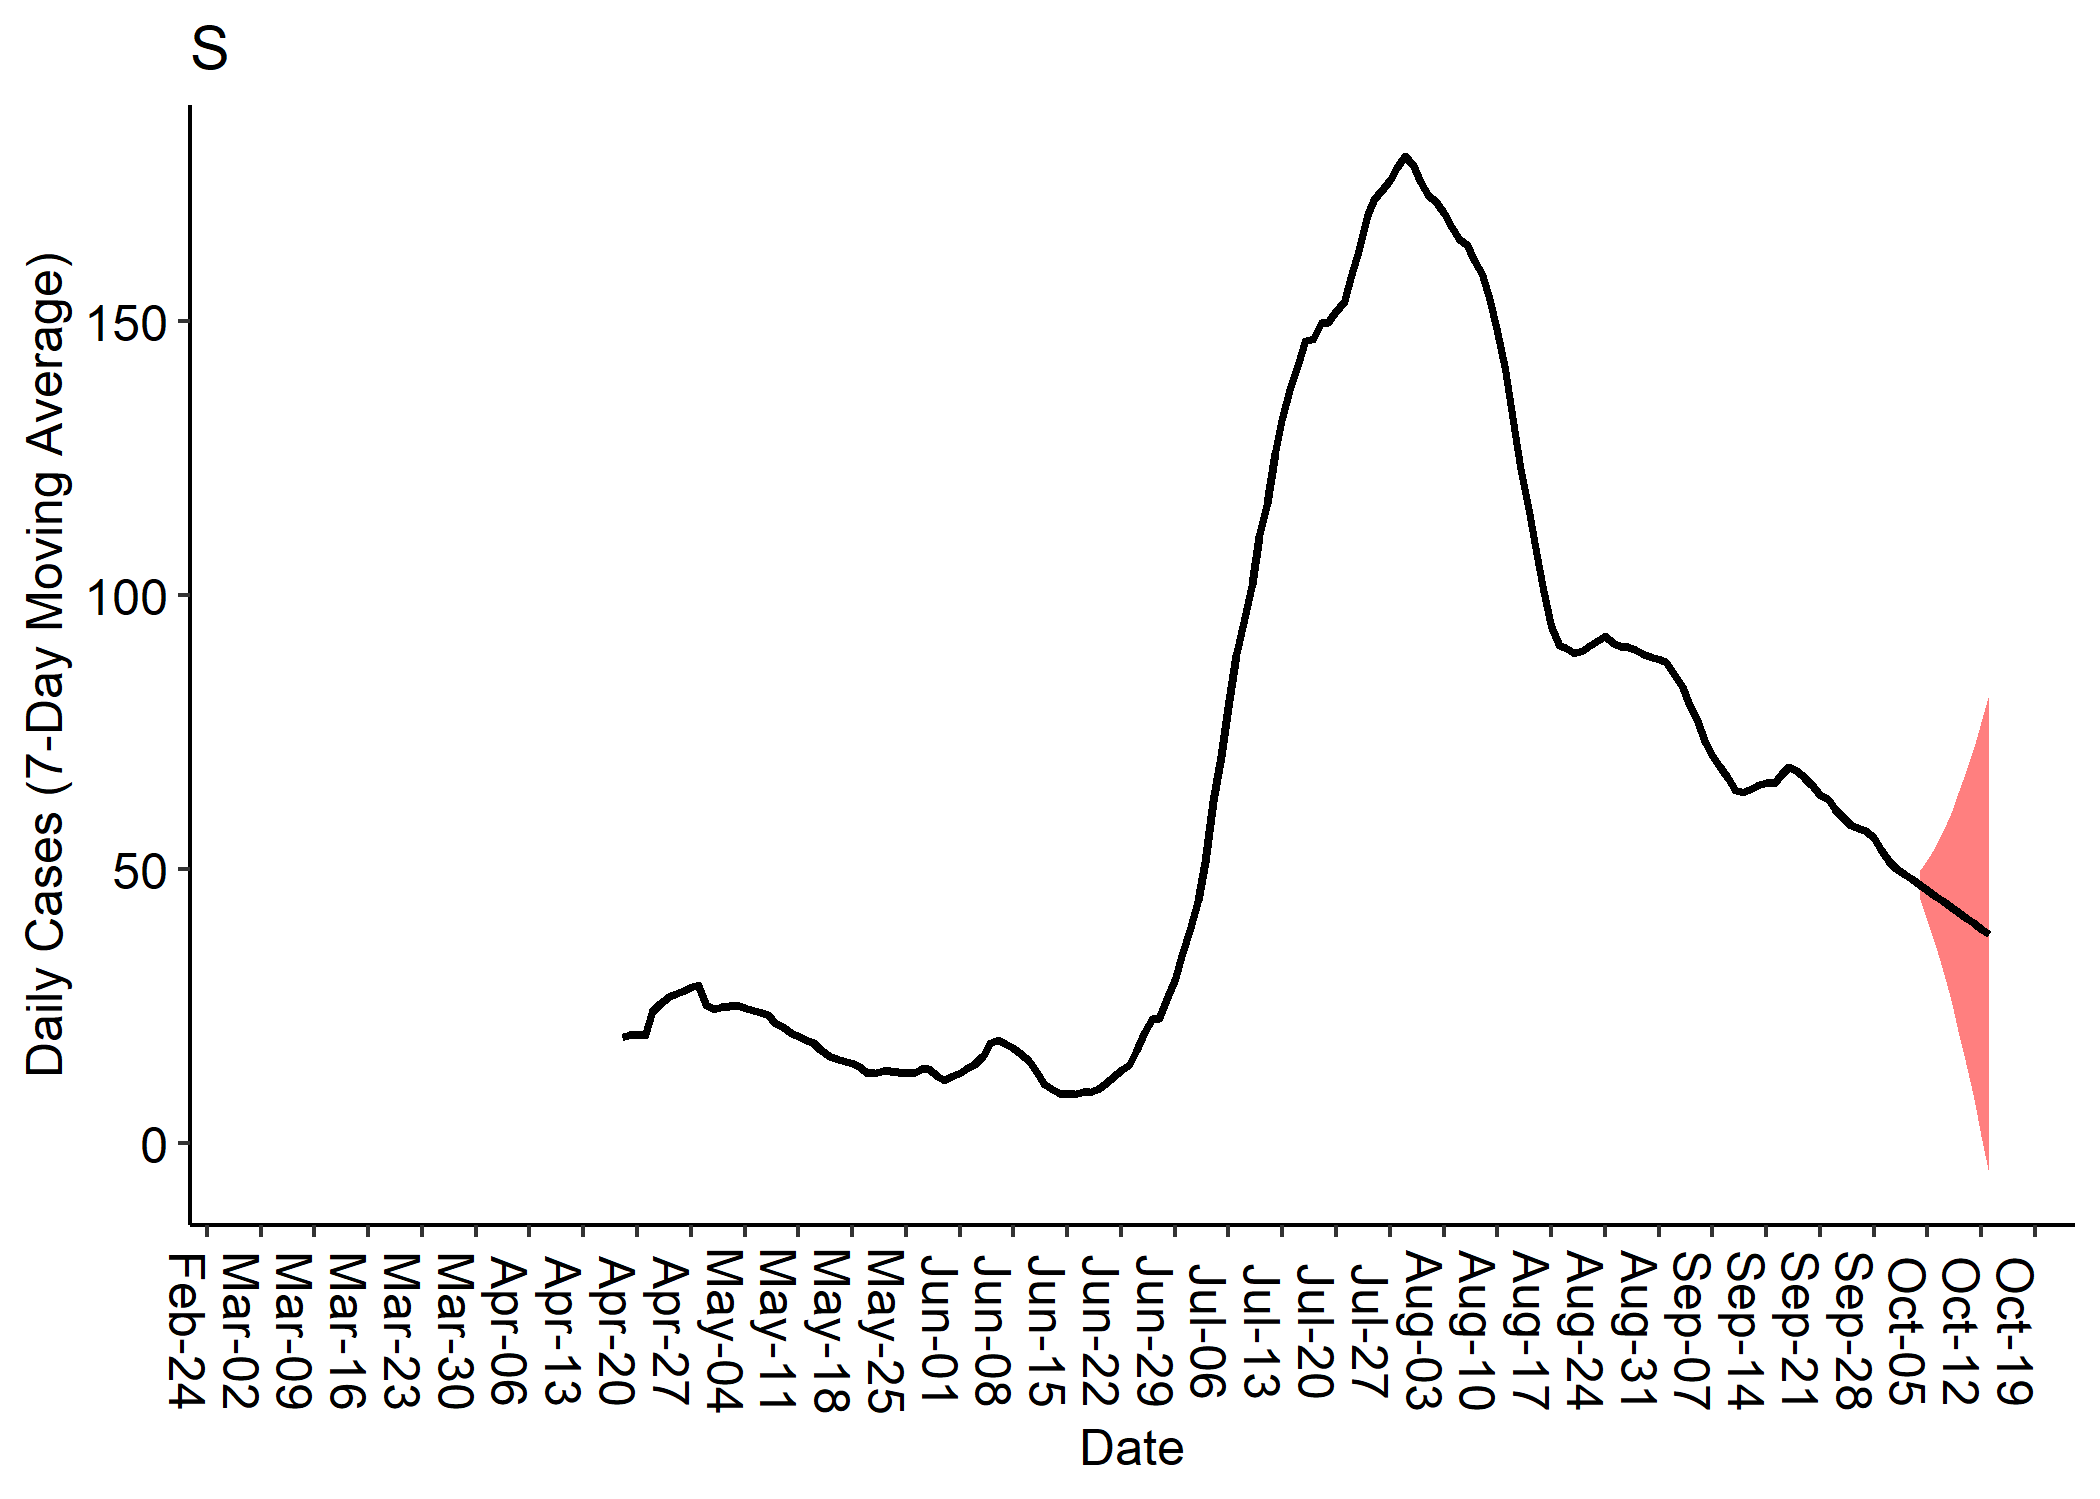 S
Daily Cases (7-Day Moving Average)
150
100
50
0
Feb-24
Mar-02
Mar-09
Mar-16
Mar-23
Mar-30
Apr-06
Apr-13
Apr-20
Apr-27
May-04
May-11
May-18
May-25
Jun-01
Jun-08
Jun-15
Jun-22
Jun-29
Jul-06
Jul-13
Jul-20
Jul-27
Aug-03
Aug-10
Aug-17
Aug-24
Aug-31
Sep-07
Sep-14
Sep-21
Sep-28
Oct-05
Oct-12
Oct-19
Date